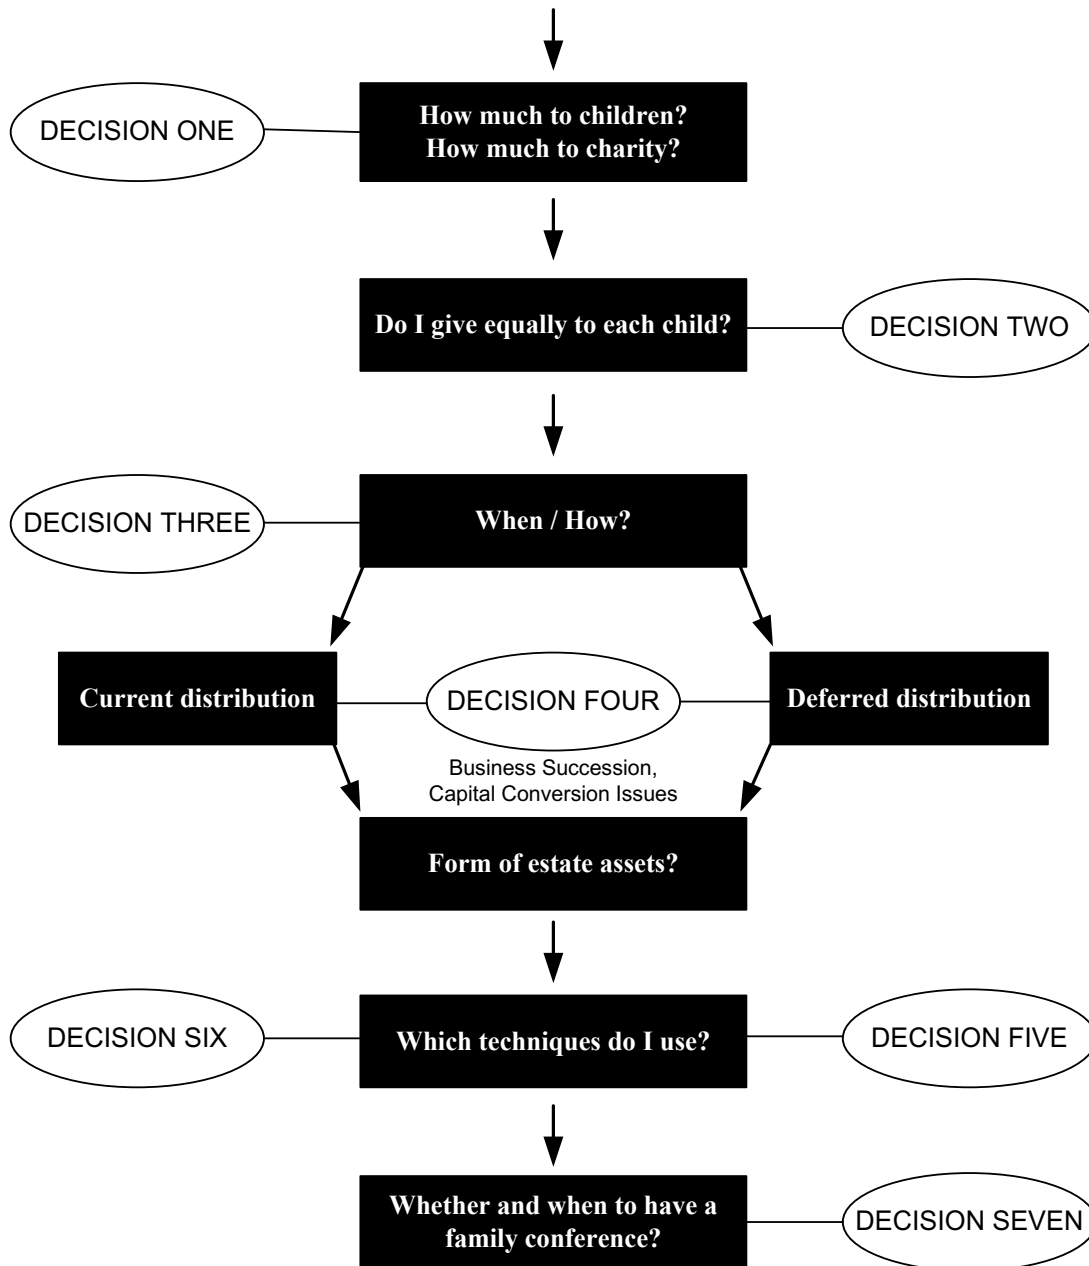 How much to children?
How much to charity?
DECISION ONE
Do I give equally to each child?
DECISION TWO
DECISION THREE
When / How?
Current distribution
DECISION FOUR
Deferred distribution
Business Succession,
Capital Conversion Issues
Form of estate assets?
DECISION SIX
Which techniques do I use?
DECISION FIVE
Whether and when to have a
family conference?
DECISION SEVEN